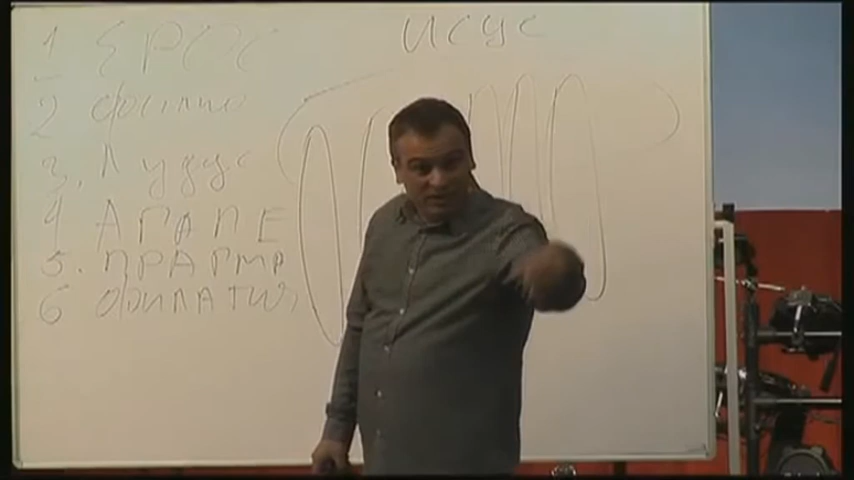 исус
1 ЕРОС
2
3. Лудус
4 АГАПЕ
5. ПРАГМА
6